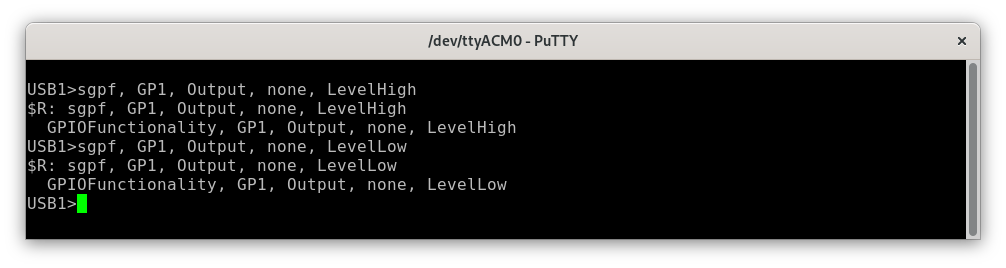 /dev/ttyACM0 - PuTTY
USB1>sgpf, GP1, Output, none, LevelHigh
$R: sgpf, GP1, Output, none, LevelHigh
  GPIOFunctionality, GP1, Output, none, LevelHigh
USB1>sgpf, GP1, Output, none, LevelLow
$R: sgpf, GP1, Output, none, LevelLow
  GPIOFunctionality, GP1, Output, none, LevelLow
USB1>